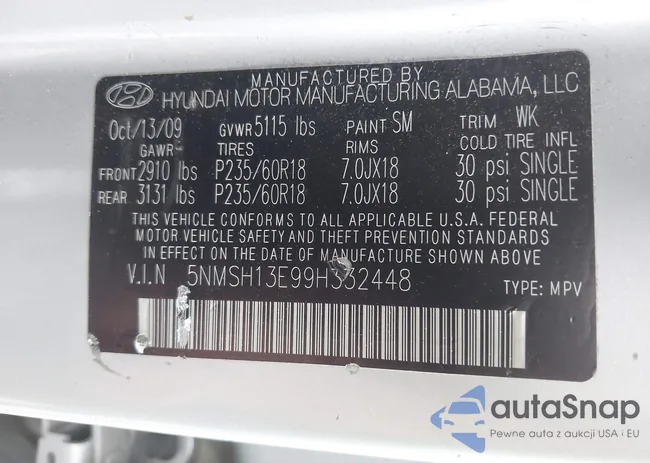 MANUFACTURED BY
HYUNDAI MOTOR MANUFACTURING ALABAMA, LLC
Oct/13/09 GVWR 5115 lbs PAINT SM TRIM WK
GAWR TIRES RIMS COLD TIRE INFL
FRONT 2910 lbs P235/60R18 7.0JX18 30 psi SINGLE
REAR 3131 lbs P235/60R18 7.0JX18 30 psi SINGLE
THIS VEHICLE CONFORMS TO ALL APPLICABLE U.S.A. FEDERAL
MOTOR VEHICLE SAFETY AND THEFT PREVENTION STANDARDS
IN EFFECT ON THE DATE OF MANUFACTURE SHOWN ABOVE
V.I.N 5NMSH13E99H332448
TYPE: MPV
autaSnap
Pewne auta z aukcji USA i EU